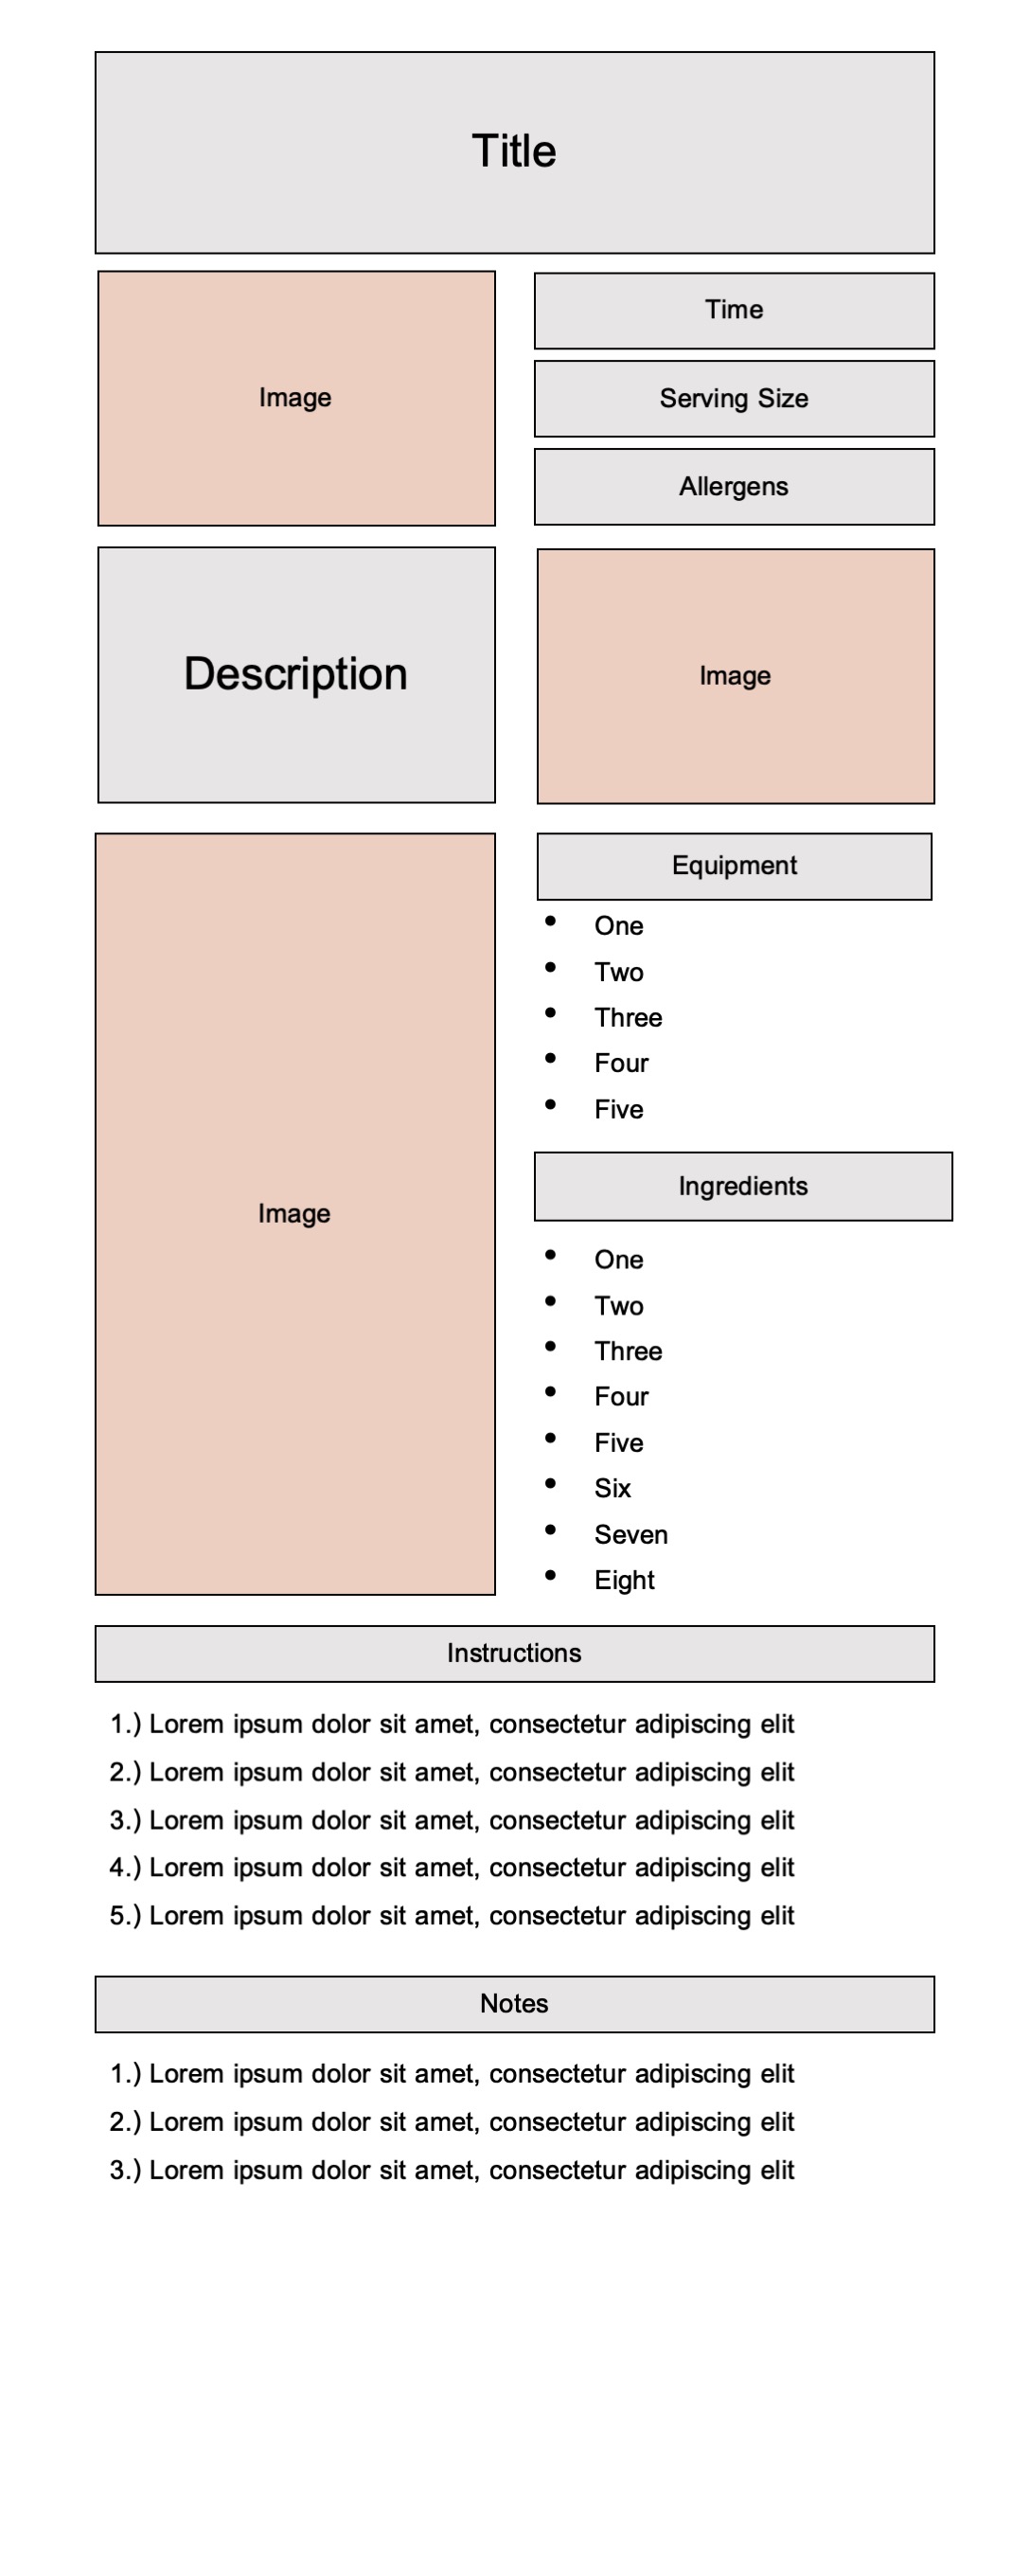 Title
Image
Time
Serving Size
Allergens
Description
Image
Image
Equipment
• One
• Two
• Three
• Four
• Five
Ingredients
• One
• Two
• Three
• Four
• Five
• Six
• Seven
• Eight
Instructions
1.) Lorem ipsum dolor sit amet, consectetur adipiscing elit
2.) Lorem ipsum dolor sit amet, consectetur adipiscing elit
3.) Lorem ipsum dolor sit amet, consectetur adipiscing elit
4.) Lorem ipsum dolor sit amet, consectetur adipiscing elit
5.) Lorem ipsum dolor sit amet, consectetur adipiscing elit
Notes
1.) Lorem ipsum dolor sit amet, consectetur adipiscing elit
2.) Lorem ipsum dolor sit amet, consectetur adipiscing elit
3.) Lorem ipsum dolor sit amet, consectetur adipiscing elit